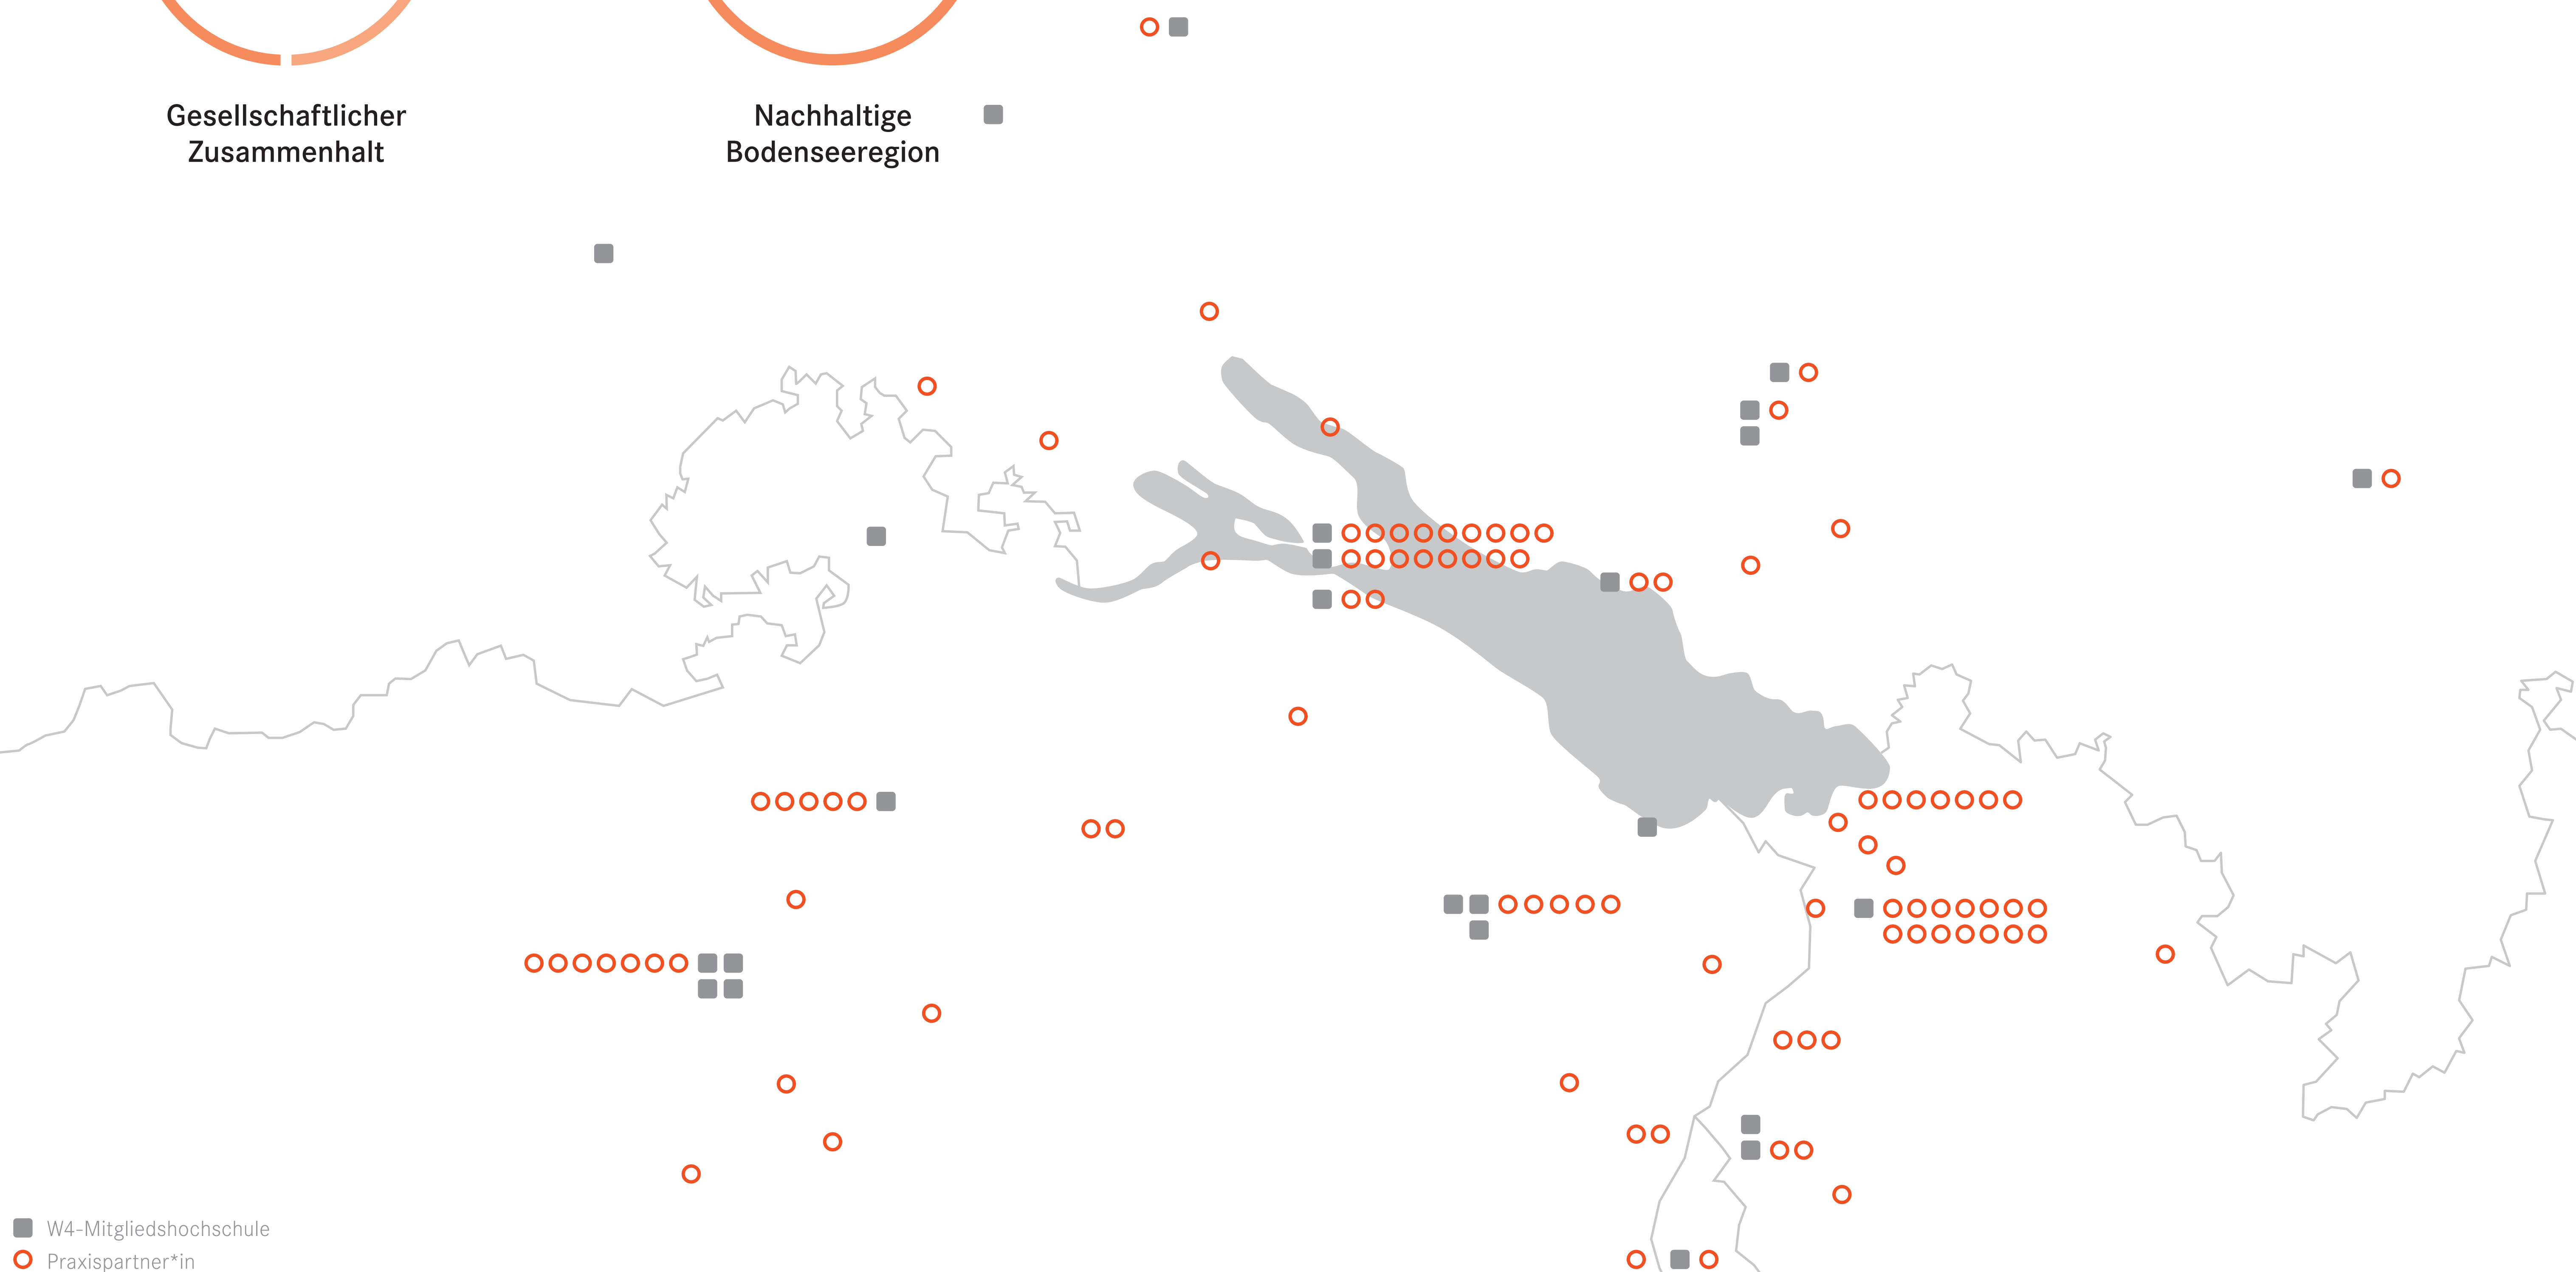 Gesellschaftlicher
Zusammenhalt
Nachhaltige
Bodenseeregion
W4-Mitgliedshochschule
Praxispartner*in